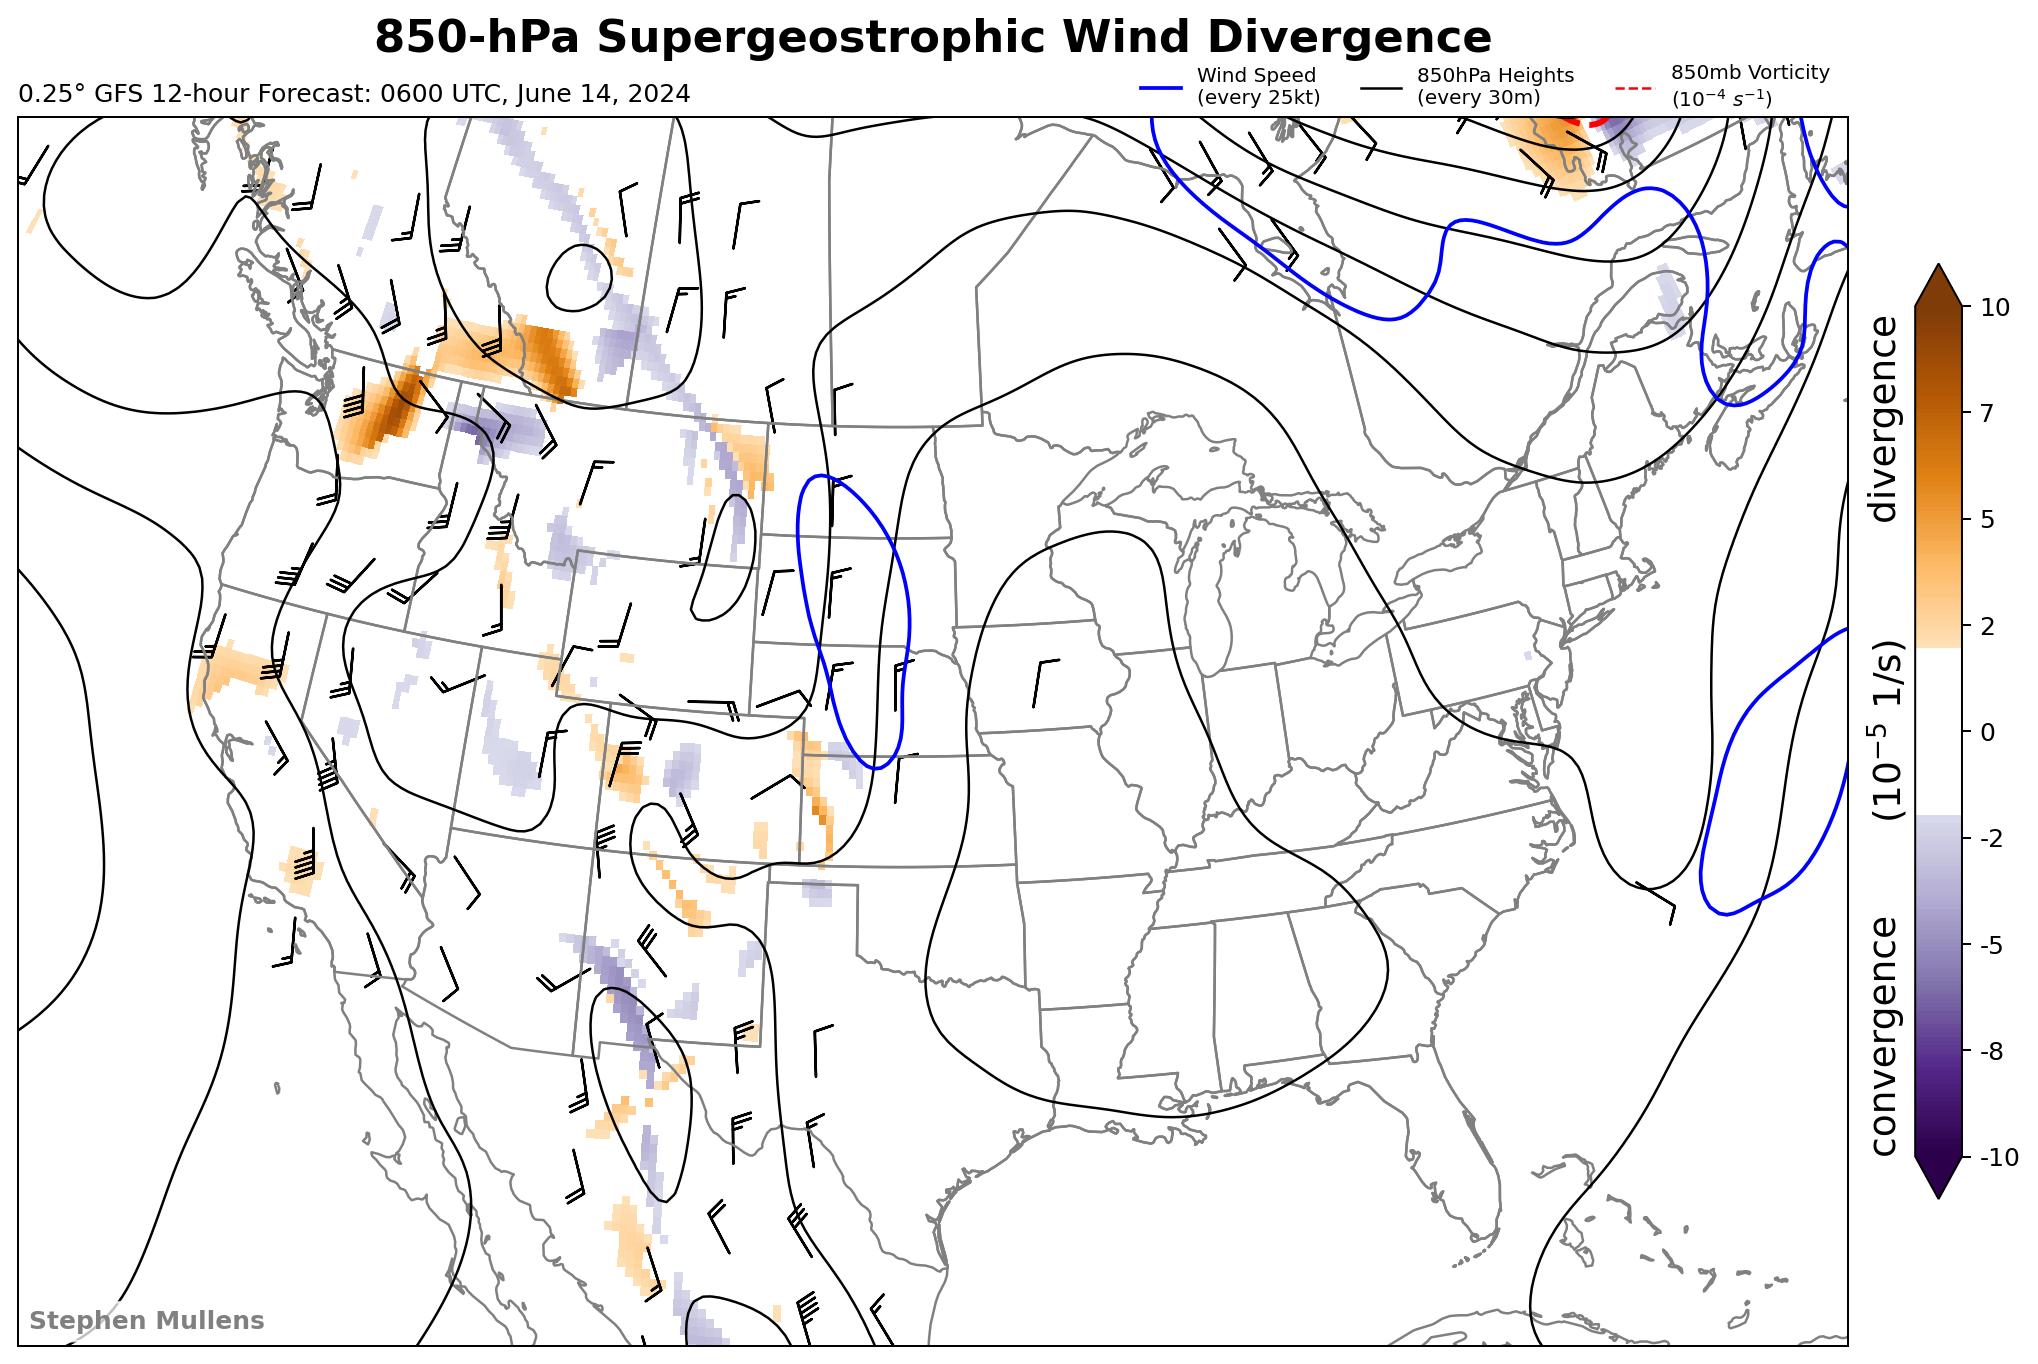 850-hPa Supergeostrophic Wind Divergence
0.25° GFS 12-hour Forecast: 0600 UTC, June 14, 2024
Wind Speed
(every 25kt)
850hPa Heights
(every 30m)
850mb Vorticity
(10⁻⁴ s⁻¹)
10
7
5
2
0
-2
-5
-8
-10
divergence
(10⁻⁵ 1/s)
convergence
Stephen Mullens